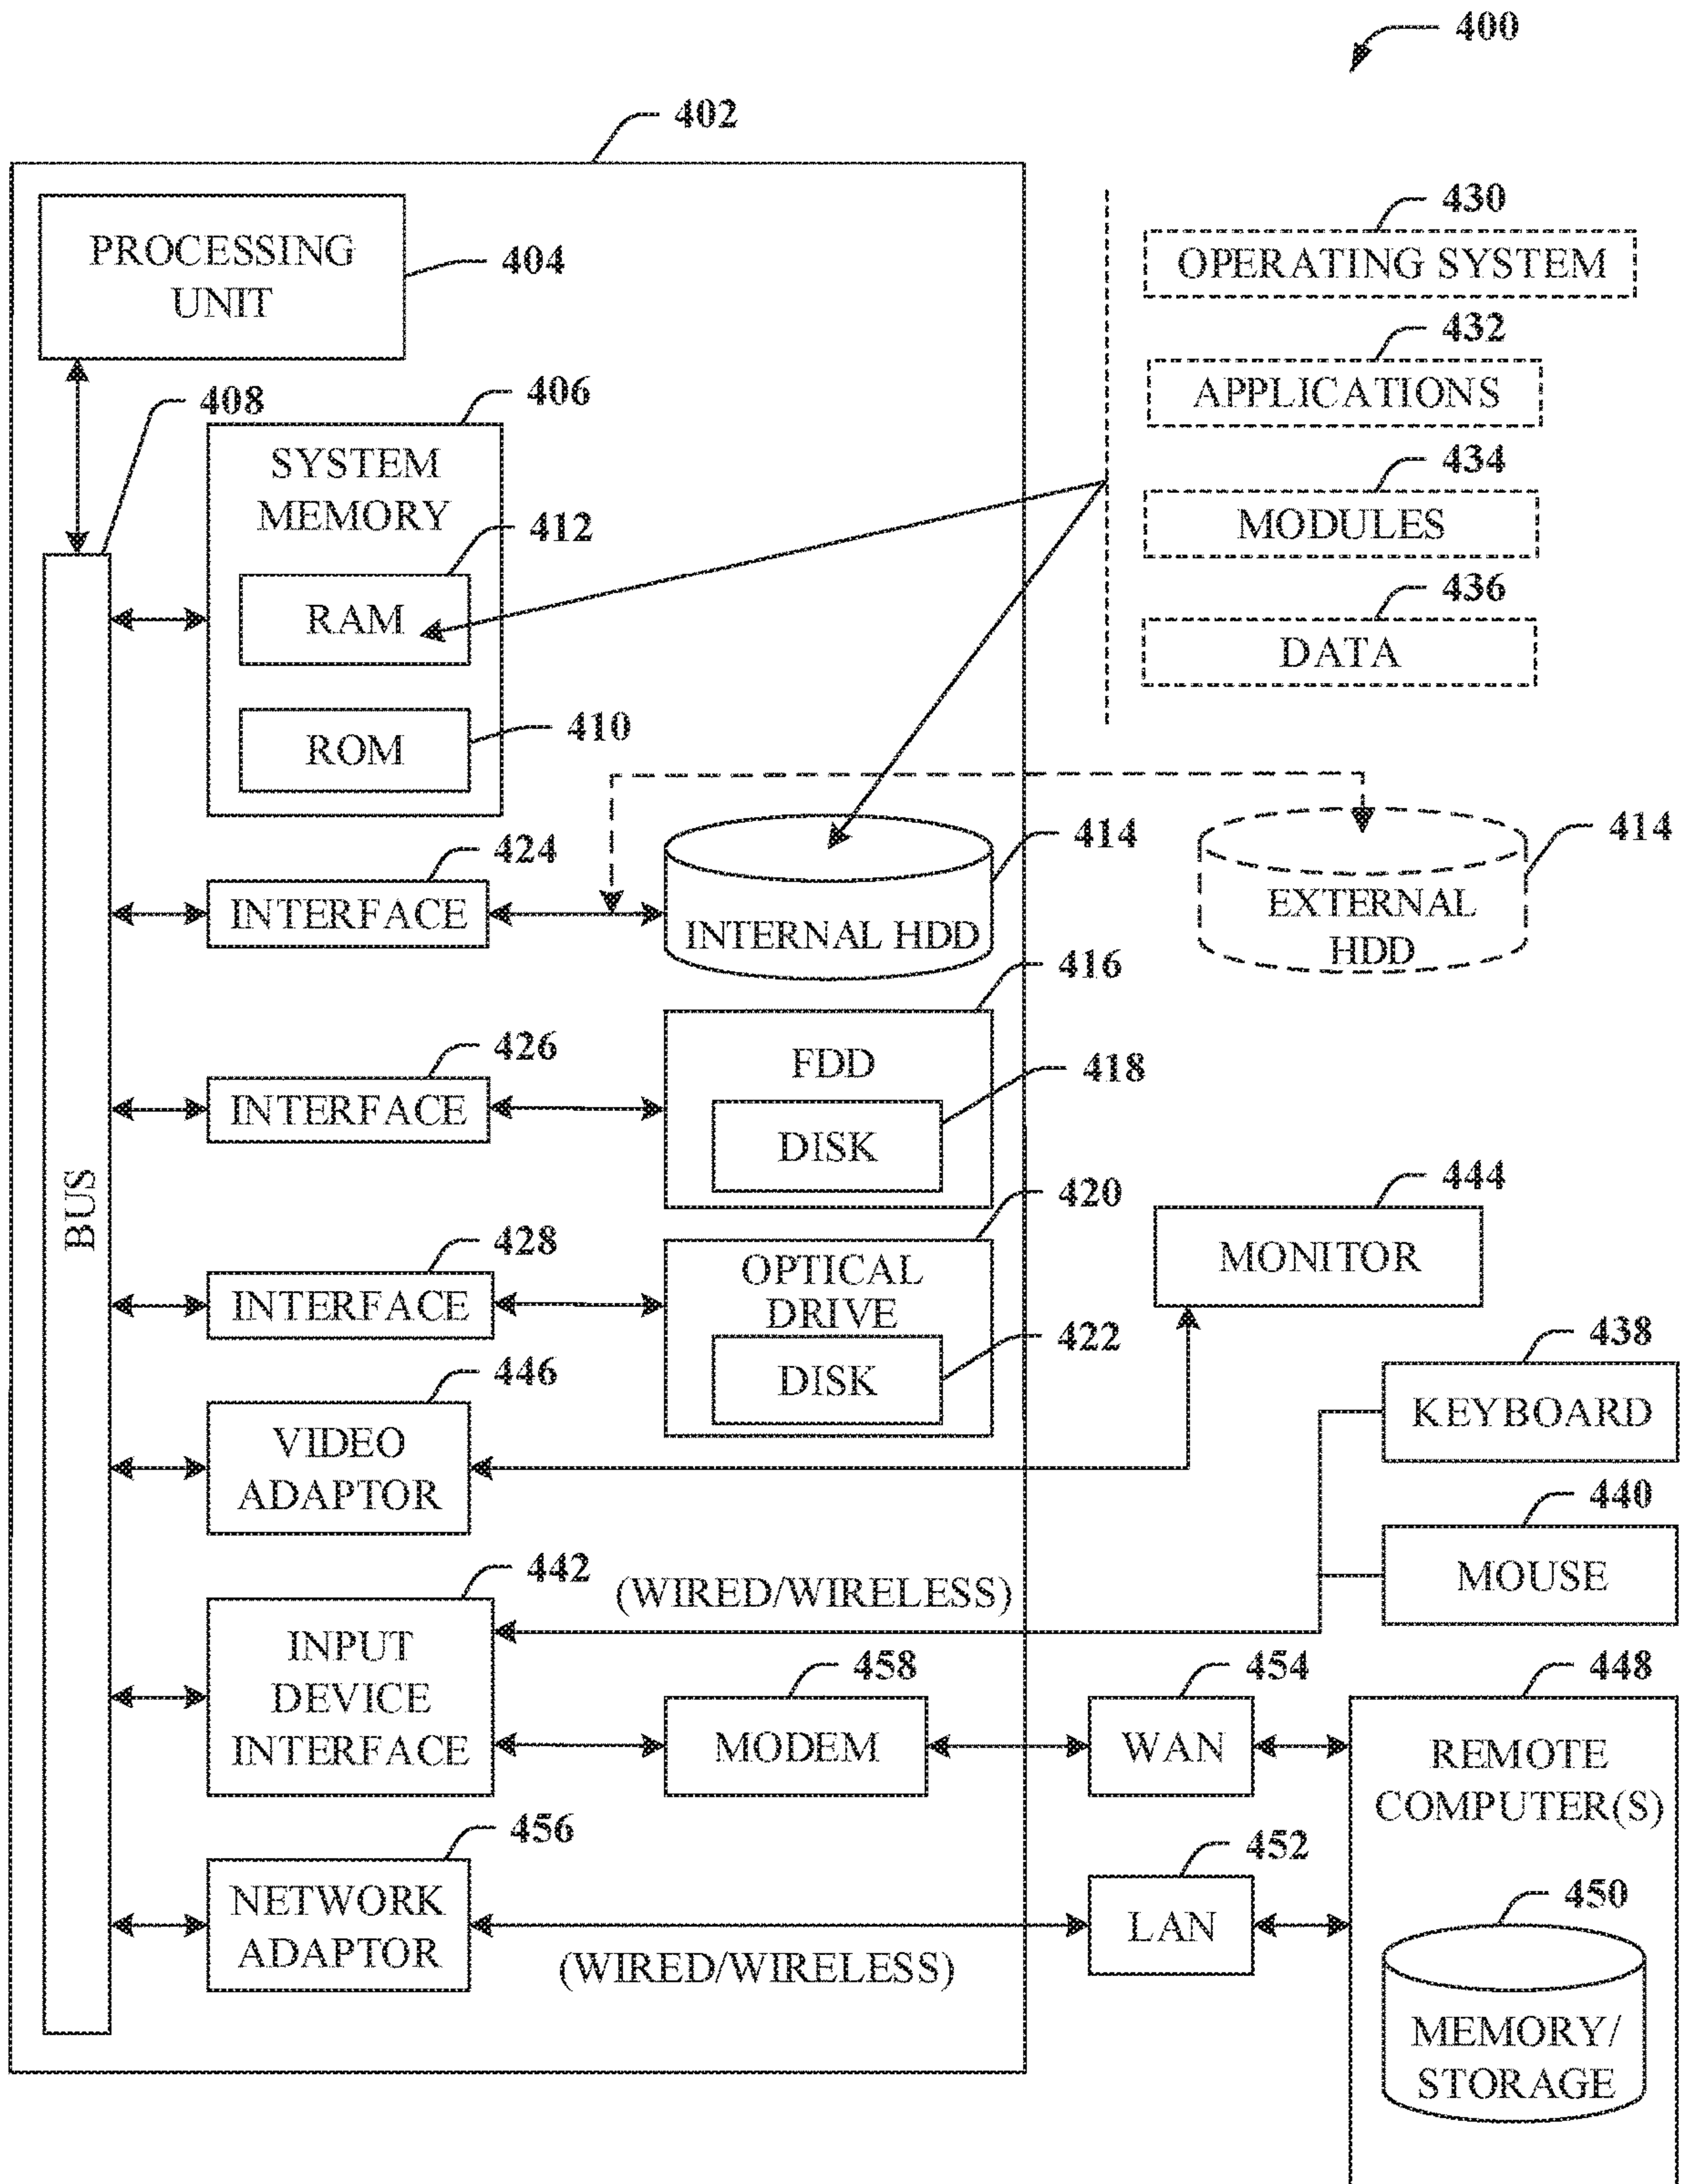 400
402
PROCESSING
UNIT
404
408
406
SYSTEM
MEMORY
412
RAM
410
ROM
430
OPERATING SYSTEM
432
APPLICATIONS
434
MODULES
436
DATA
424
INTERFACE
414
INTERNAL HDD
414
EXTERNAL
HDD
416
426
INTERFACE
FDD
418
DISK
BUS
420
428
INTERFACE
OPTICAL
DRIVE
422
DISK
444
MONITOR
438
KEYBOARD
446
VIDEO
ADAPTOR
440
MOUSE
442
(WIRED/WIRELESS)
INPUT
DEVICE
INTERFACE
458
MODEM
454
WAN
448
REMOTE
COMPUTER(S)
456
NETWORK
ADAPTOR
(WIRED/WIRELESS)
452
LAN
450
MEMORY/
STORAGE